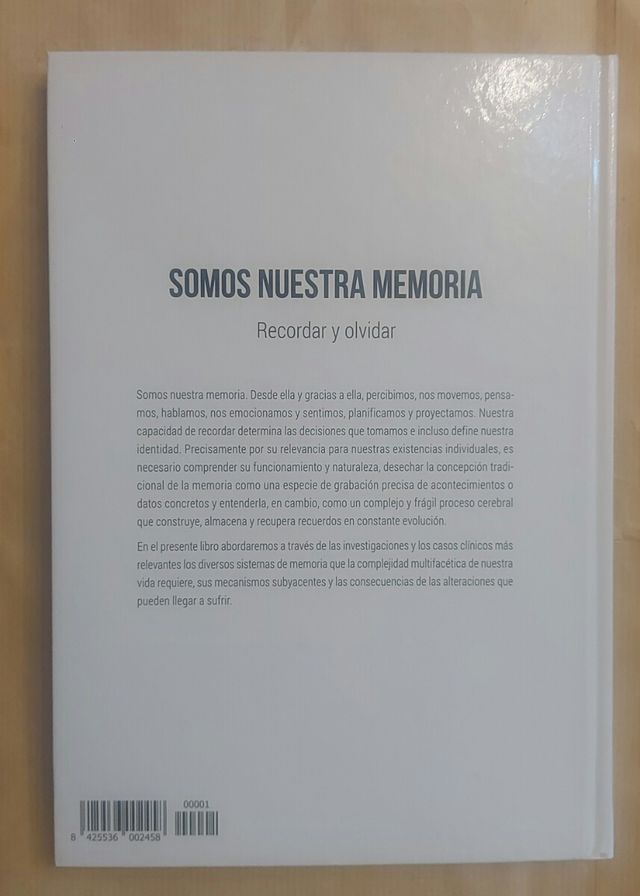 SOMOS NUESTRA MEMORIA
Recordar y olvidar
Somos nuestra memoria. Desde ella y gracias a ella, percibimos, nos movemos, pensa-
mos, hablamos, nos emocionamos y sentimos, planificamos y proyectamos. Nuestra
capacidad de recordar determina las decisiones que tomamos e incluso define nuestra
identidad. Precisamente por su relevancia para nuestras existencias individuales, es
necesario comprender su funcionamiento y naturaleza, desechar la concepción tradi-
cional de la memoria como una especie de grabación precisa de acontecimientos o
datos concretos y entenderla, en cambio, como un complejo y frágil proceso cerebral
que construye, almacena y recupera recuerdos en constante evolución.
En el presente libro abordaremos a través de las investigaciones y los casos clínicos más
relevantes los diversos sistemas de memoria que la complejidad multifacética de nuestra
vida requiere, sus mecanismos subyacentes y las consecuencias de las alteraciones que
pueden llegar a sufrir.
00001
8 425536 002458